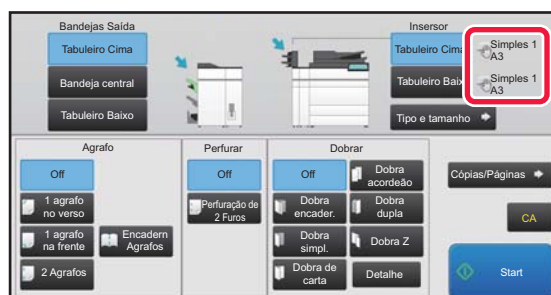 Bandejas Saída
Insersor
Tabuleiro Cima
Bandeja central
Tabuleiro Baixo
Tabuleiro Cima
Simples 1
A3
Tabuleiro Baix
Simples 1
A3
Tipo e tamanho
Agrafo
Perfurar
Dobrar
Off
1 agrafo
no verso
1 agrafo
na frente
Encadern
Agrafos
2 Agrafos
Off
Perfuração de
2 Furos
Off
Dobra
acordeão
Dobra
encader.
Dobra
dupla
Dobra
simpl.
Dobra Z
Dobra de
carta
Detalhe
Cópias/Páginas
CA
Start